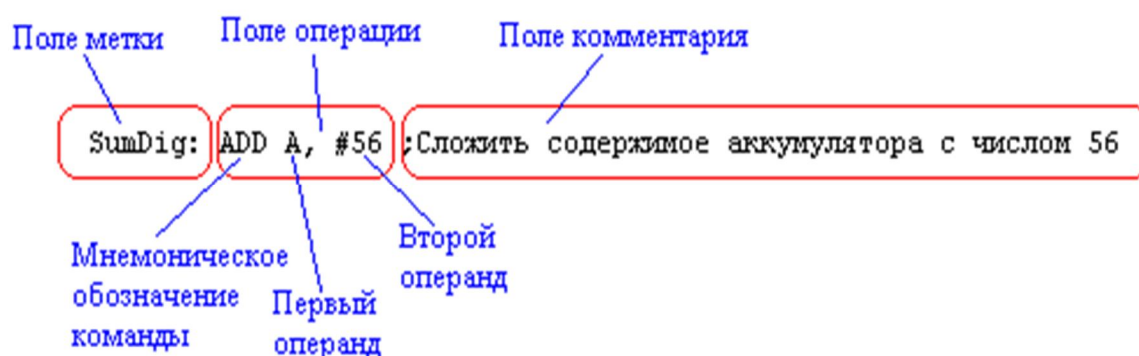 Поле метки Поле операции Поле комментария
SumDig: ADD A, #56 ;Сложить содержимое аккумулятора с числом 56
Мнемоническое
обозначение
команды
Первый
операнд
Второй
операнд